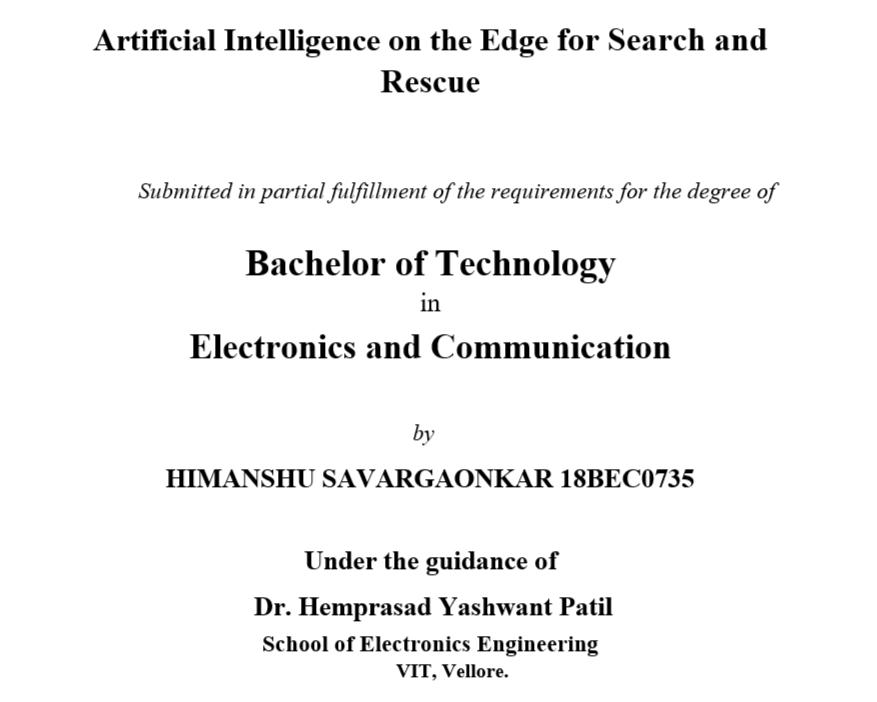 Artificial Intelligence on the Edge for Search and
Rescue
Submitted in partial fulfillment of the requirements for the degree of
Bachelor of Technology
in
Electronics and Communication
by
HIMANSHU SAVARGAONKAR 18BEC0735
Under the guidance of
Dr. Hemprasad Yashwant Patil
School of Electronics Engineering
VIT, Vellore.